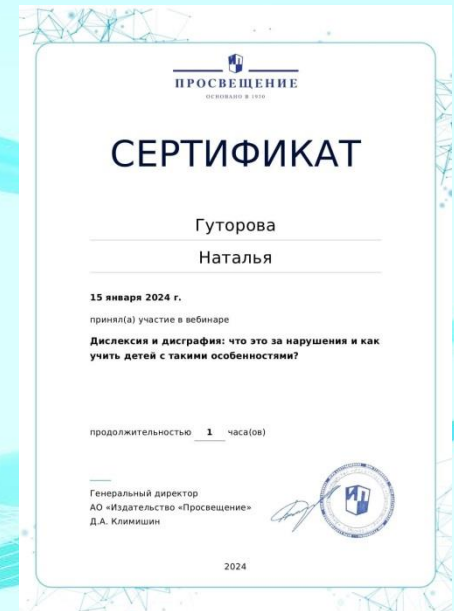 ПРОСВЕЩЕНИЕ
ОСНОВАНО В 1930
СЕРТИФИКАТ
Гуторова
Наталья
15 января 2024 г.
принял(а) участие в вебинаре
Дислексия и дисграфия: что это за нарушения и как
учить детей с такими особенностями?
продолжительностью 1 часа(ов)
Генеральный директор
АО «Издательство «Просвещение»
Д.А. Климишин
2024